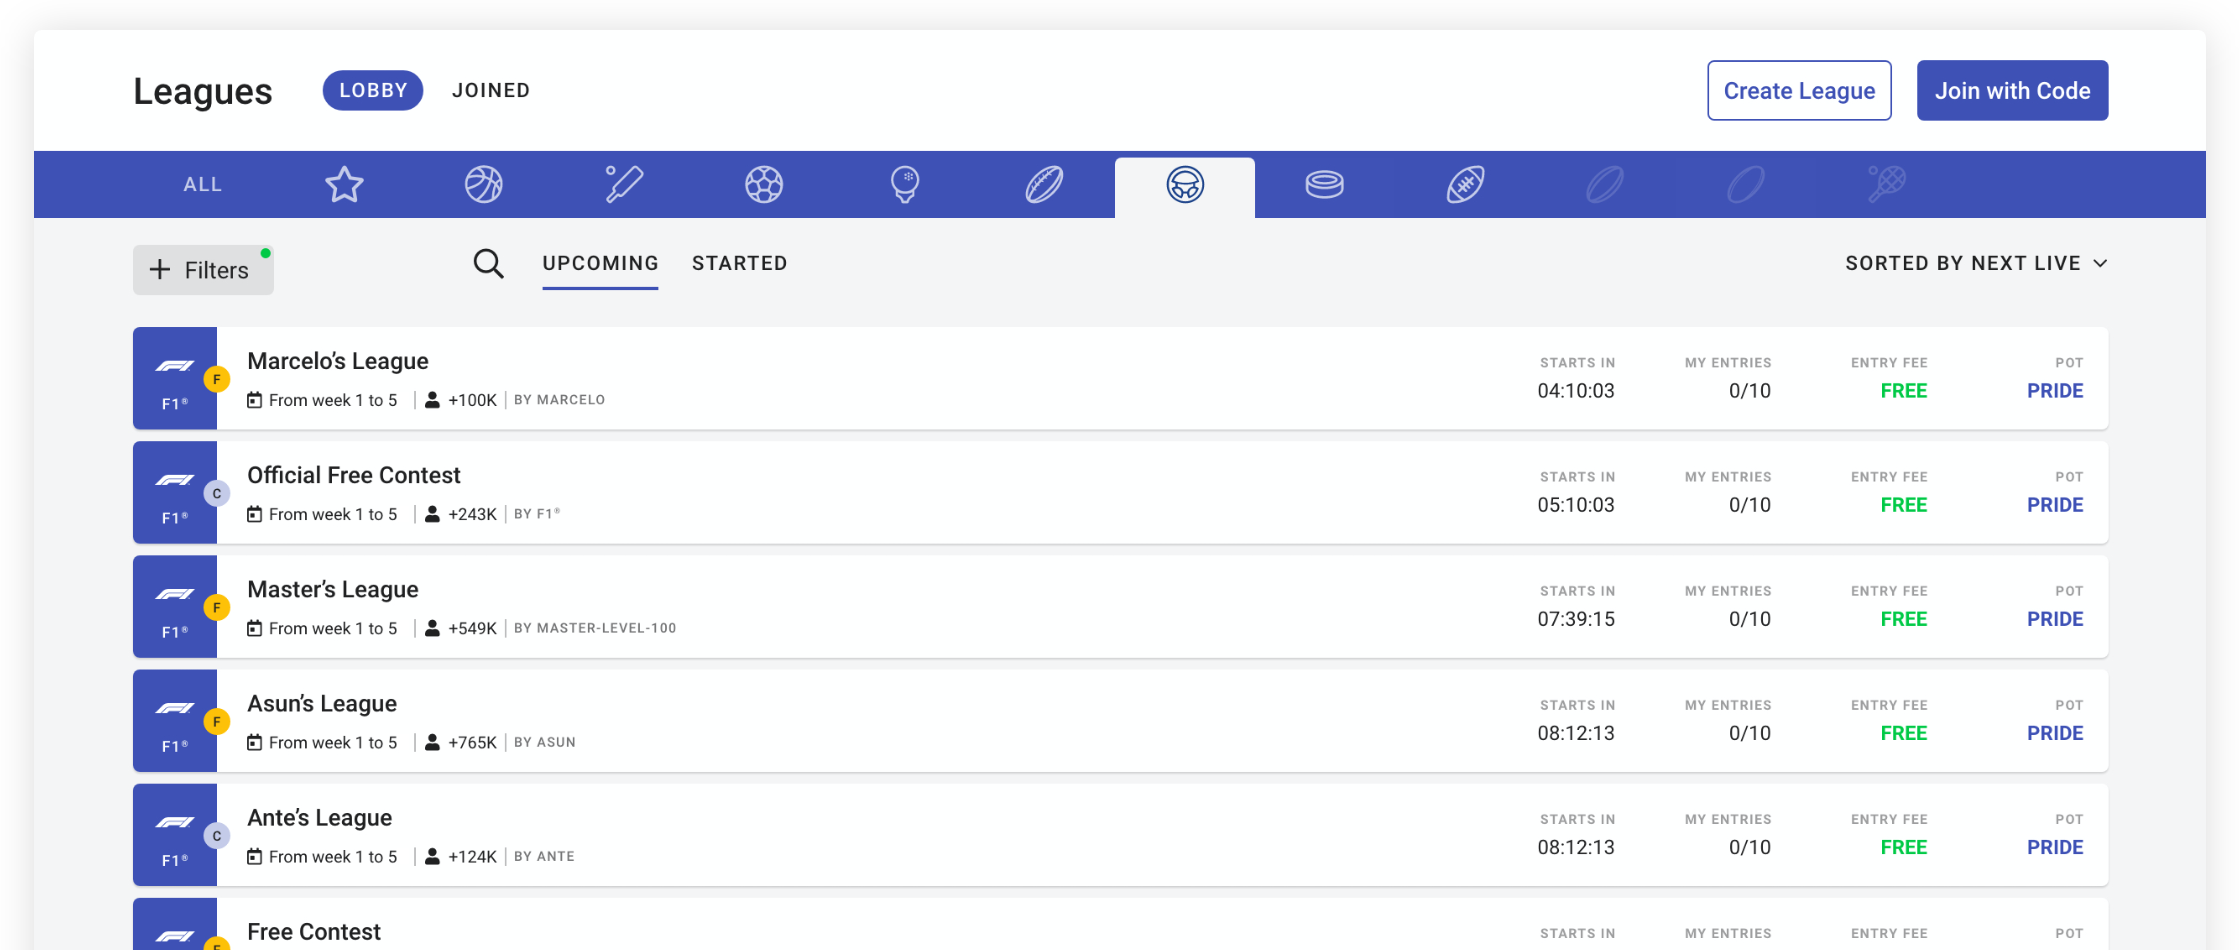 Leagues LOBBY JOINED Create League Join with Code
ALL
Filters UPCOMING STARTED SORTED BY NEXT LIVE
Marcelo’s League STARTS IN MY ENTRIES ENTRY FEE POT
F F1® From week 1 to 5 +100K BY MARCELO 04:10:03 0/10 FREE PRIDE
Official Free Contest STARTS IN MY ENTRIES ENTRY FEE POT
C F1® From week 1 to 5 +243K BY F1® 05:10:03 0/10 FREE PRIDE
Master’s League STARTS IN MY ENTRIES ENTRY FEE POT
F F1® From week 1 to 5 +549K BY MASTER-LEVEL-100 07:39:15 0/10 FREE PRIDE
Asun’s League STARTS IN MY ENTRIES ENTRY FEE POT
F F1® From week 1 to 5 +765K BY ASUN 08:12:13 0/10 FREE PRIDE
Ante’s League STARTS IN MY ENTRIES ENTRY FEE POT
C F1® From week 1 to 5 +124K BY ANTE 08:12:13 0/10 FREE PRIDE
Free Contest STARTS IN MY ENTRIES ENTRY FEE POT